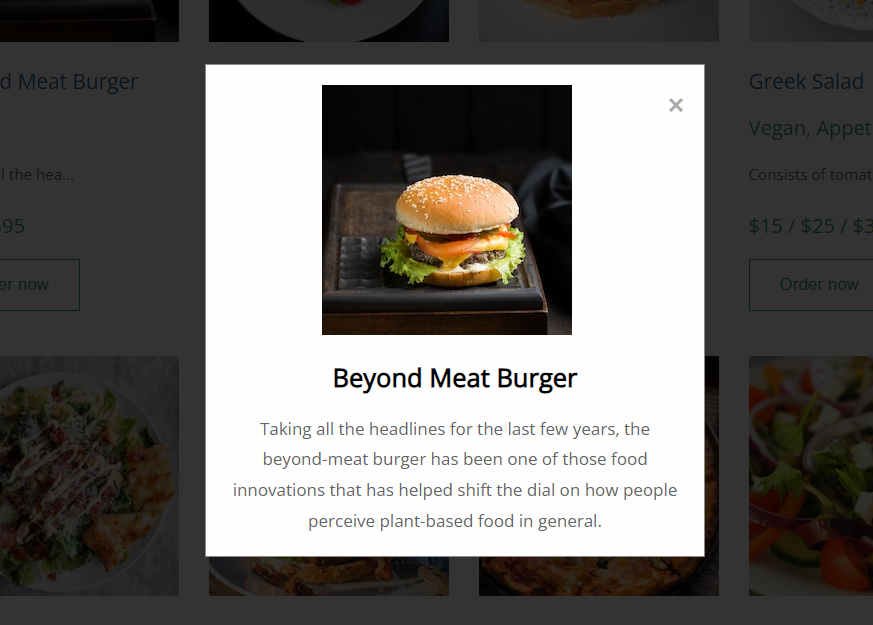 d Meat Burger
l the hea...
95
er now
×
Beyond Meat Burger
Taking all the headlines for the last few years, the
beyond-meat burger has been one of those food
innovations that has helped shift the dial on how people
perceive plant-based food in general.
Greek Salad
Vegan, Appet
Consists of tomat
$15 / $25 / $3
Order now